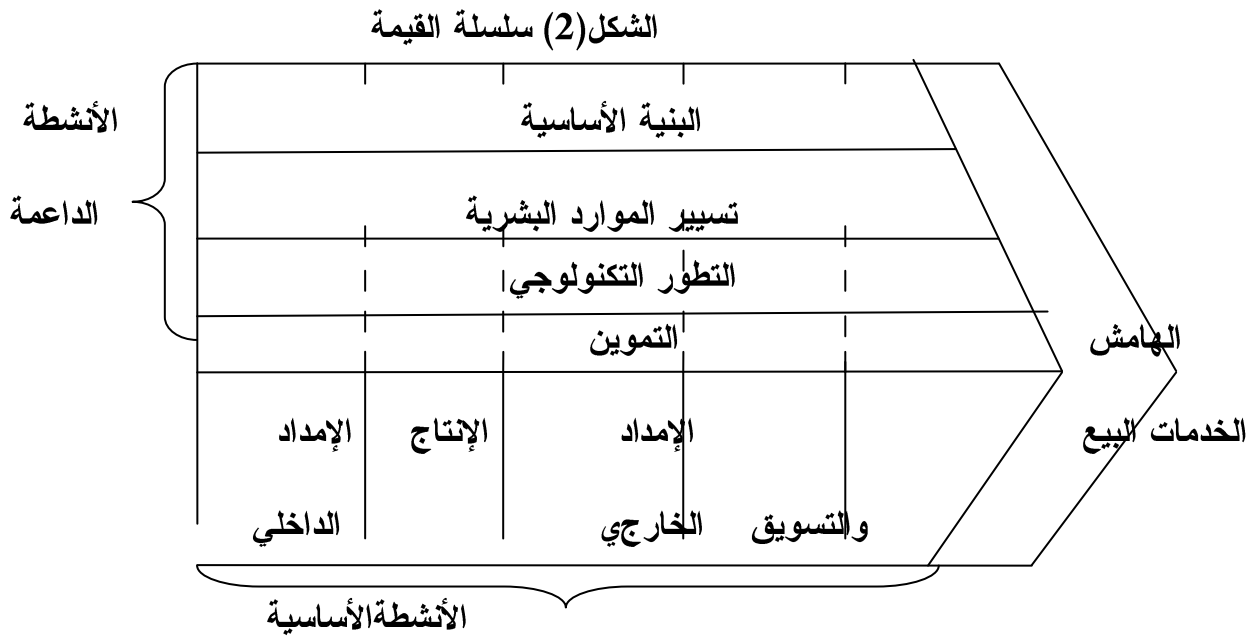 الشكل(2) سلسلة القيمة
الأنشطة
الداعمة
البنية الأساسية
تسيير الموارد البشرية
التطور التكنولوجي
التموين
الهامش
الإمداد الإنتاج الإمداد الخدمات البيع
الداخلي الخارجي والتسويق
الأنشطةالأساسية